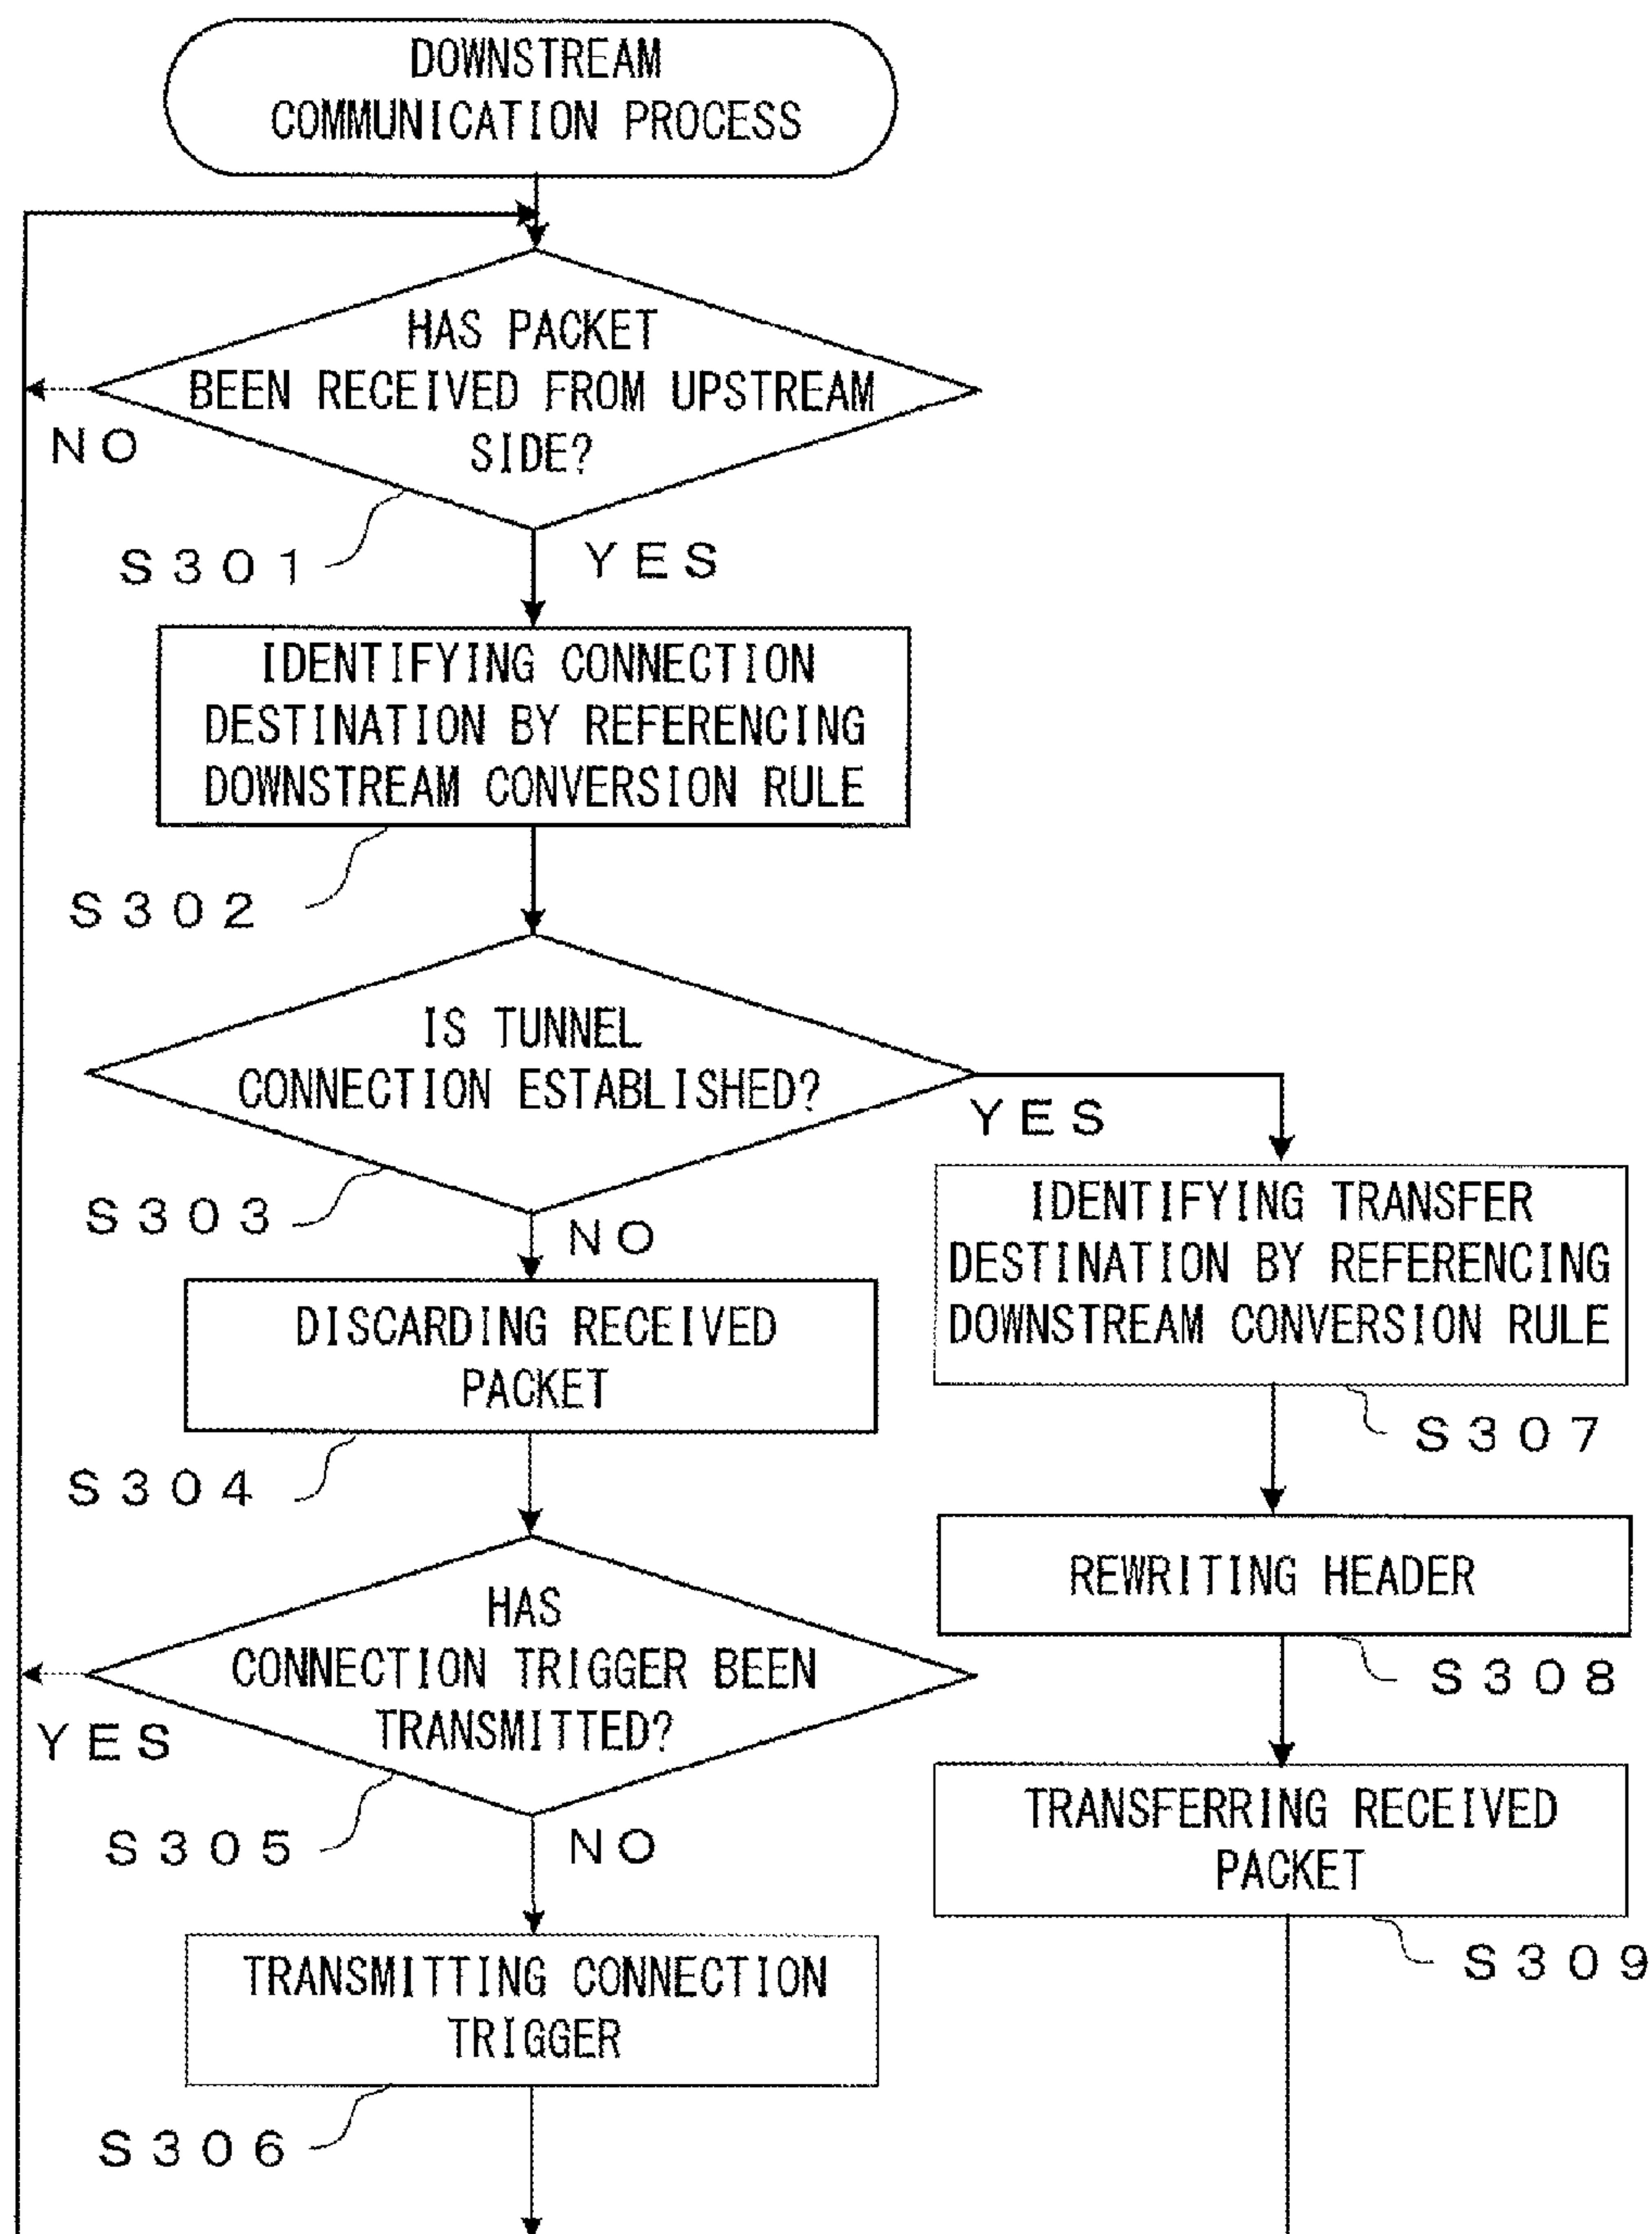 DOWNSTREAM
COMMUNICATION PROCESS
HAS PACKET
BEEN RECEIVED FROM UPSTREAM
SIDE?
NO
S301
YES
IDENTIFYING CONNECTION
DESTINATION BY REFERENCING
DOWNSTREAM CONVERSION RULE
S302
IS TUNNEL
CONNECTION ESTABLISHED?
YES
S303
NO
DISCARDING RECEIVED
PACKET
S304
HAS
CONNECTION TRIGGER BEEN
TRANSMITTED?
YES
S305
NO
TRANSMITTING CONNECTION
TRIGGER
S306
IDENTIFYING TRANSFER
DESTINATION BY REFERENCING
DOWNSTREAM CONVERSION RULE
S307
REWRITING HEADER
S308
TRANSFERRING RECEIVED
PACKET
S309